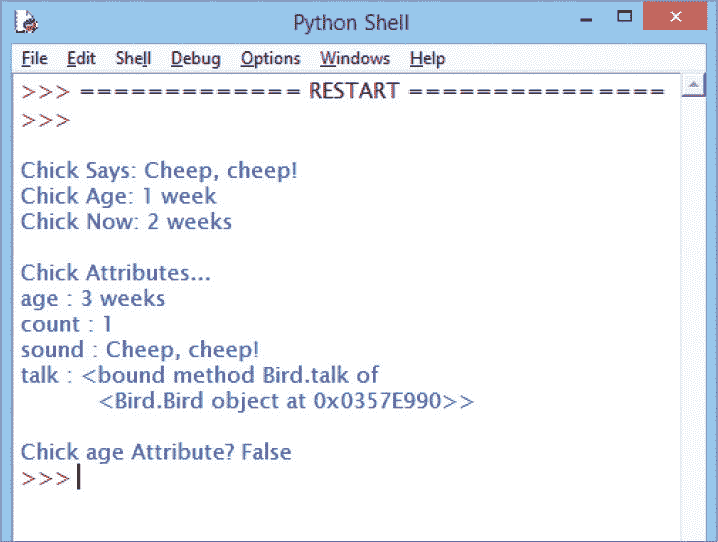 Python Shell
File Edit Shell Debug Options Windows Help
>>> ============= RESTART ================
>>>
Chick Says: Cheep, cheep!
Chick Age: 1 week
Chick Now: 2 weeks
Chick Attributes...
age : 3 weeks
count : 1
sound : Cheep, cheep!
talk : <bound method Bird.talk of
<Bird.Bird object at 0x0357E990>>
Chick age Attribute? False
>>>